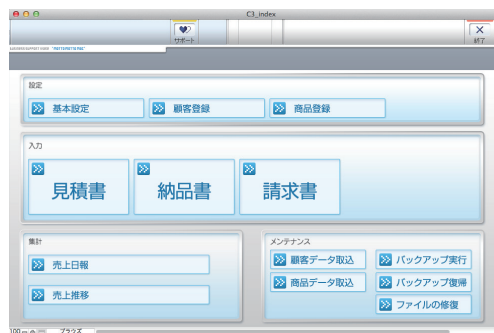 C3_index
サポート
終了
設定
基本設定
顧客登録
商品登録
入力
見積書
納品書
請求書
集計
売上日報
売上推移
メンテナンス
顧客データ取込
バックアップ実行
商品データ取込
バックアップ復帰
ファイルの修復
100
ブラウズ